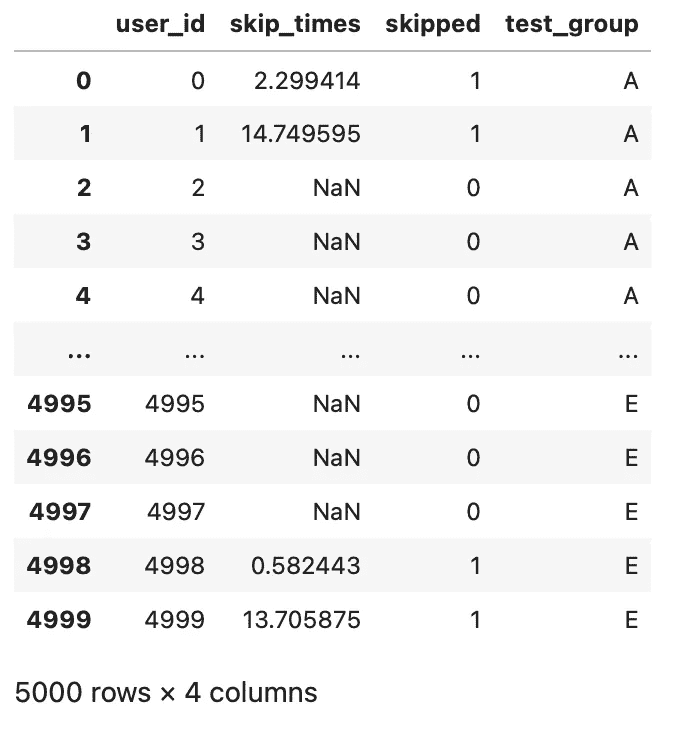 user_id skip_times skipped test_group
0 0 2.299414 1 A
1 1 14.749595 1 A
2 2 NaN 0 A
3 3 NaN 0 A
4 4 NaN 0 A
... ... ... ... ...
4995 4995 NaN 0 E
4996 4996 NaN 0 E
4997 4997 NaN 0 E
4998 4998 0.582443 1 E
4999 4999 13.705875 1 E
5000 rows × 4 columns